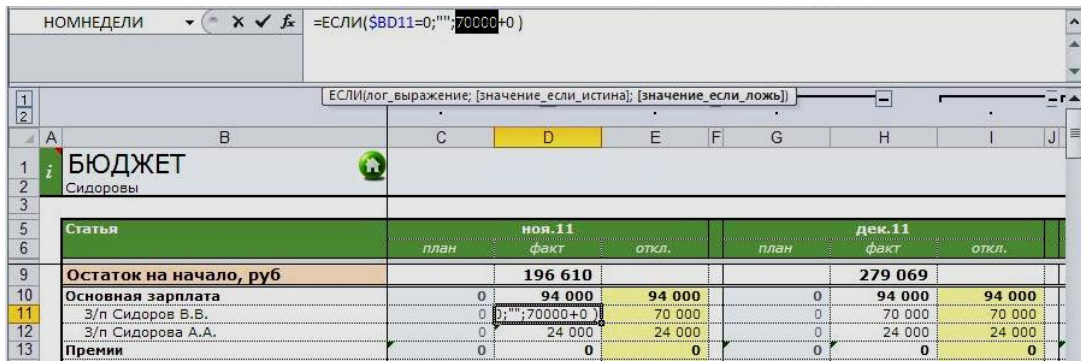 НОМНЕДЕЛИ fx =ЕСЛИ($BD11=0;"";70000+0 )
ЕСЛИ(лог_выражение; [значение_если_истина]; [значение_если_ложь])
1
2
A B C D E F G H I J
1 i БЮДЖЕТ
2 Сидоровы
3
5 Статья ноя.11 дек.11
6 план факт откл. план факт откл.
9 Остаток на начало, руб 196 610 279 069
10 Основная зарплата 0 94 000 94 000 0 94 000 94 000
11 З/п Сидоров В.В. 0 0;"";70000+0 ) 70 000 0 70 000 70 000
12 З/п Сидорова А.А. 0 24 000 24 000 0 24 000 24 000
13 Премии 0 0 0 0 0 0